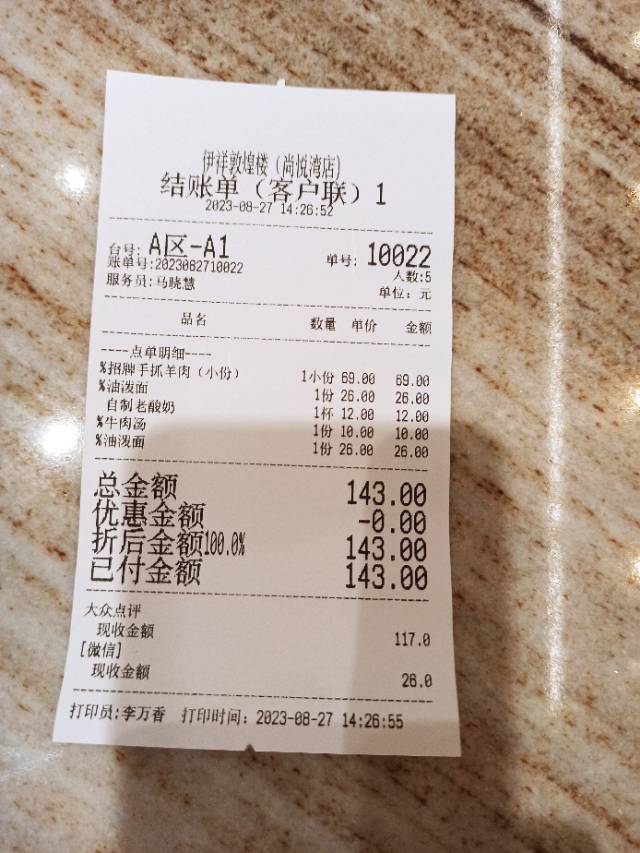 伊祥敦煌楼（尚悦湾店）
结账单（客户联）1
2023-08-27 14:26:52
台号: A区-A1 单号: 10022
账单号:2023082710022 人数:5
服务员:马晓慧 单位: 元
品名 数量 单价 金额
----点单明细----
%招牌手抓羊肉（小份） 1小份 69.00 69.00
%油泼面 1份 26.00 26.00
自制老酸奶 1杯 12.00 12.00
%牛肉汤 1份 10.00 10.00
%油泼面 1份 26.00 26.00
总金额 143.00
优惠金额 -0.00
折后金额100.0% 143.00
已付金额 143.00
大众点评
现收金额 117.0
[微信]
现收金额 26.0
打印员:李万香 打印时间: 2023-08-27 14:26:55